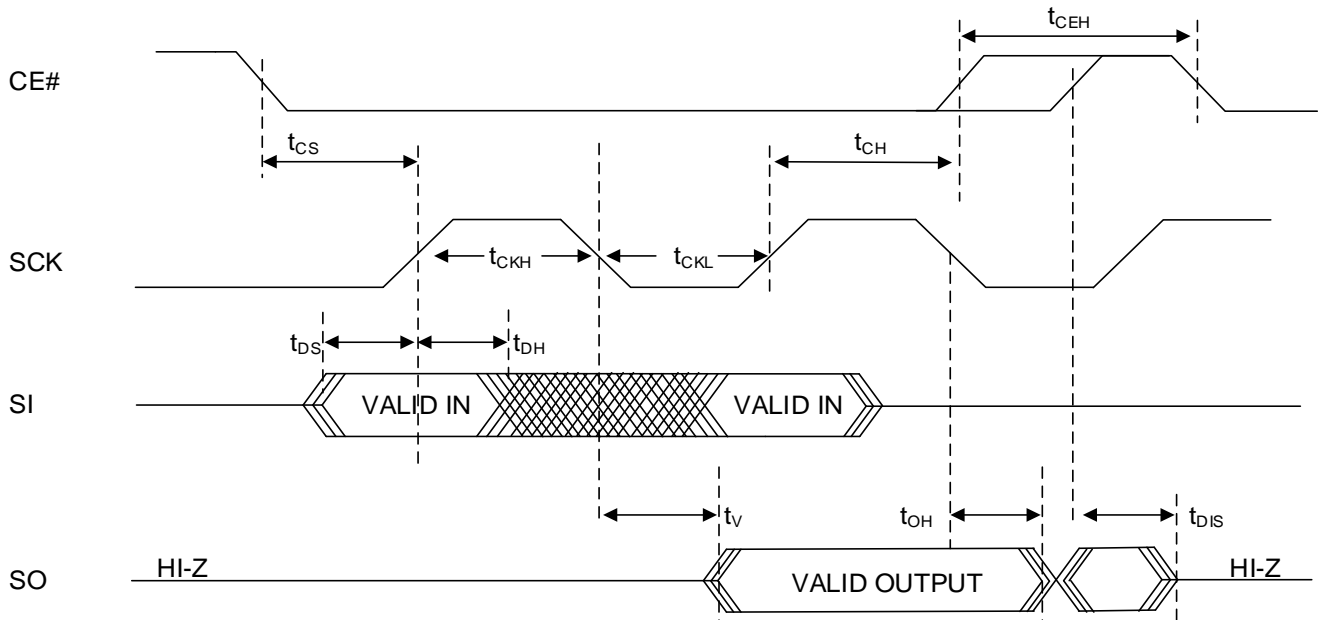 tCEH
CE#
tCS
tCH
SCK
tCKH
tCKL
tDS
tDH
SI
VALID IN
VALID IN
tV
tOH
tDIS
SO
HI-Z
VALID OUTPUT
HI-Z